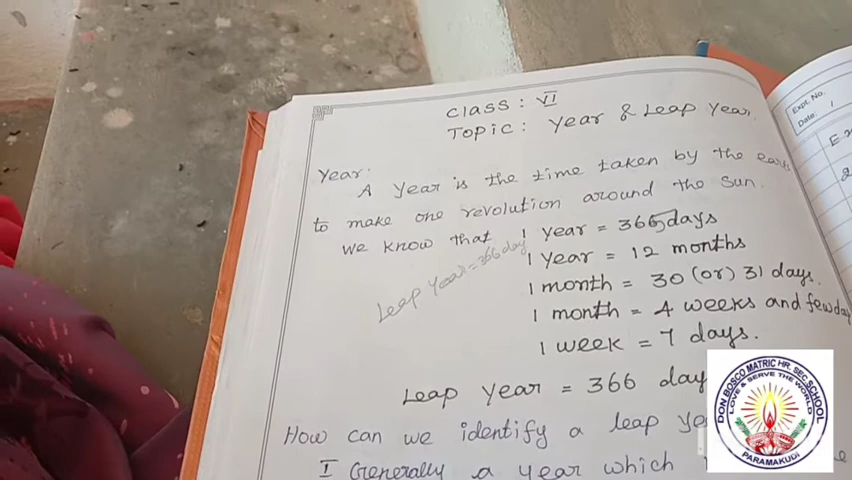 Class: VI
Topic: Year & Leap Year
Year:
A year is the time taken by the earth
to make one revolution around the Sun.
we know that 1 year = 365 days
1 year = 12 months
Leap year = 366 day
1 month = 30 (or) 31 days.
1 month = 4 weeks and few day
1 week = 7 days.
Leap year = 366 day
How can we identify a leap ye
I Generally a year which
Expt. No.
Date: 1
DON BOSCO MATRIC HR. SEC SCHOOL
LOVE & SERVE THE WORLD
PARAMAKUDI